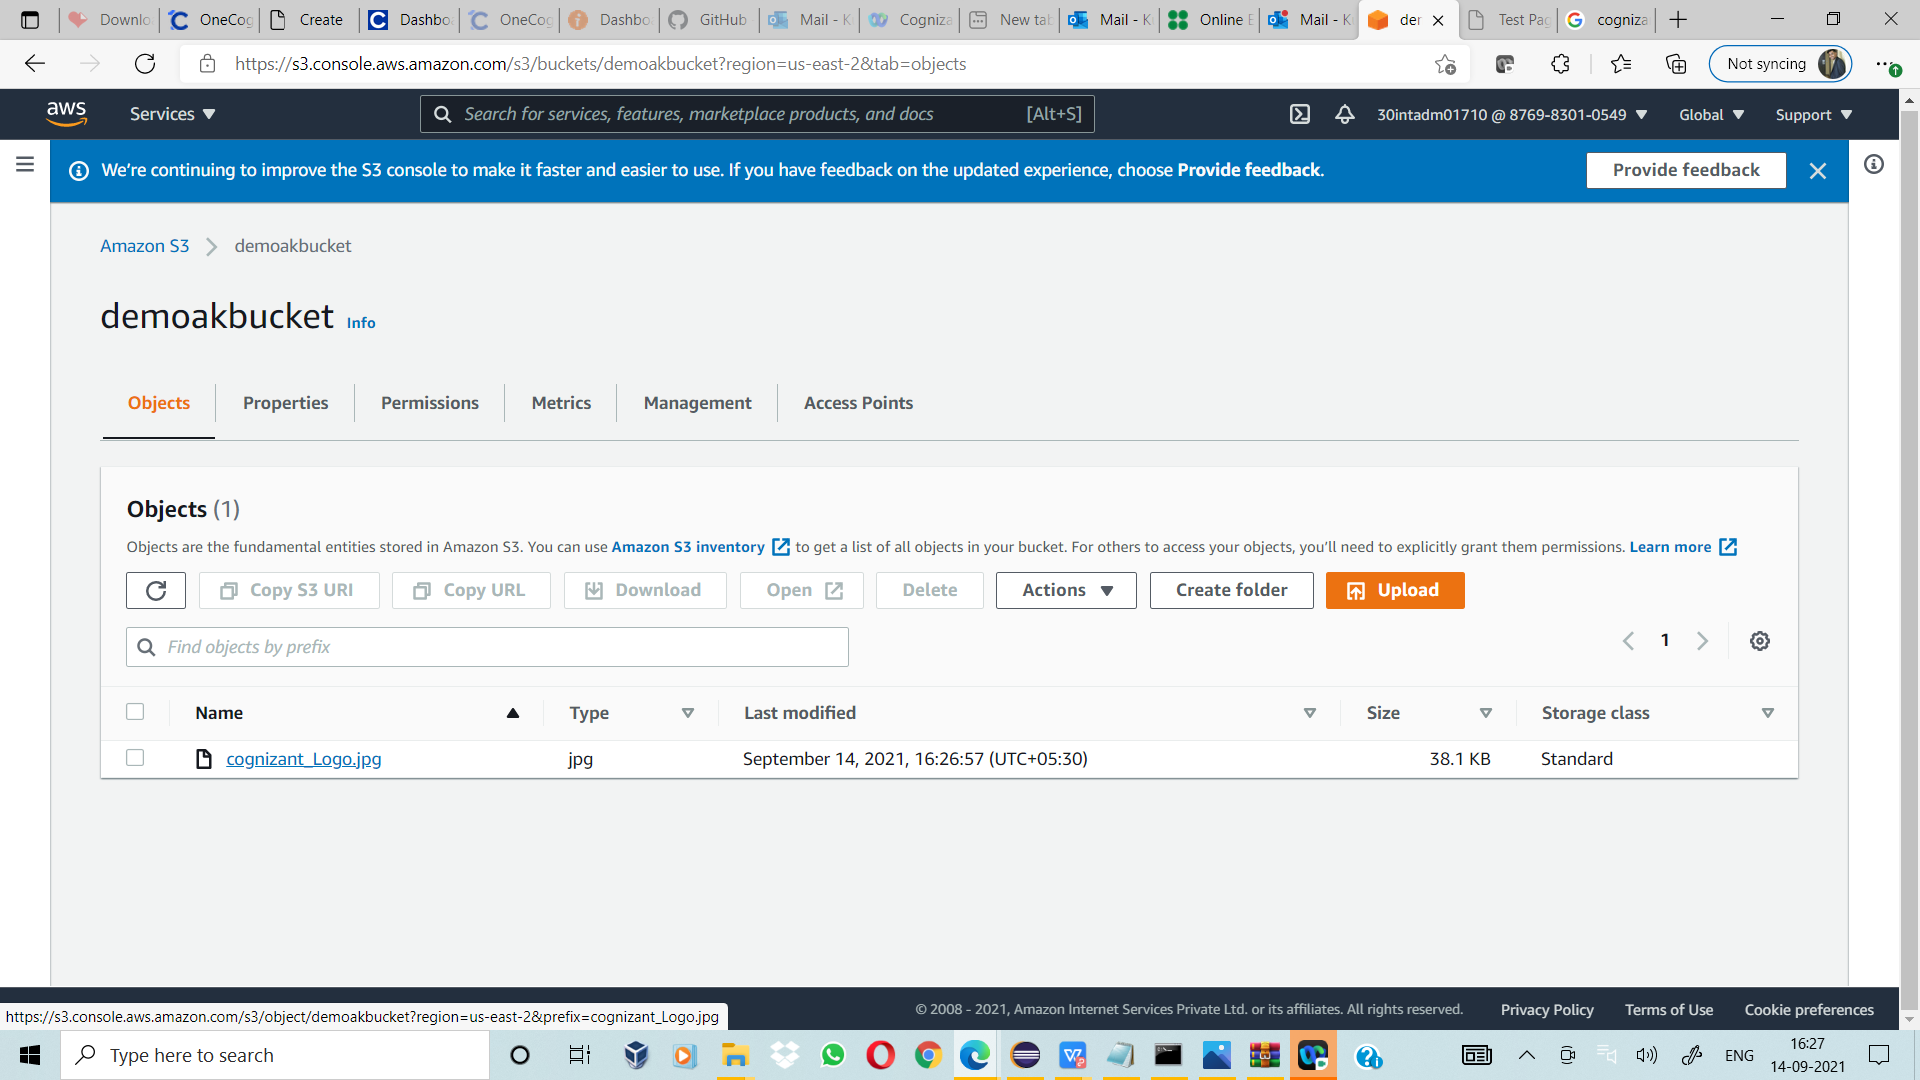 Downlo
OneCog
Create
Dashbo
OneCog
Dashbo
GitHub
Mail - K
Cogniza
New tab
Mail - K
Online E
Mail - K
der
Test Pag
cogniza
https://s3.console.aws.amazon.com/s3/buckets/demoakbucket?region=us-east-2&tab=objects
Not syncing
aws
Services
Search for services, features, marketplace products, and docs
[Alt+S]
30intadm01710 @ 8769-8301-0549
Global
Support
We're continuing to improve the S3 console to make it faster and easier to use. If you have feedback on the updated experience, choose Provide feedback.
Provide feedback
Amazon S3
demoakbucket
demoakbucket
Info
Objects
Properties
Permissions
Metrics
Management
Access Points
Objects (1)
Objects are the fundamental entities stored in Amazon S3. You can use Amazon S3 inventory to get a list of all objects in your bucket. For others to access your objects, you'll need to explicitly grant them permissions. Learn more
Copy S3 URI
Copy URL
Download
Open
Delete
Actions
Create folder
Upload
Find objects by prefix
1
Name
Type
Last modified
Size
Storage class
cognizant_Logo.jpg
jpg
September 14, 2021, 16:26:57 (UTC+05:30)
38.1 KB
Standard
© 2008 - 2021, Amazon Internet Services Private Ltd. or its affiliates. All rights reserved.
Privacy Policy
Terms of Use
Cookie preferences
https://s3.console.aws.amazon.com/s3/object/demoakbucket?region=us-east-2&prefix=cognizant_Logo.jpg
Type here to search
ENG
16:27
14-09-2021